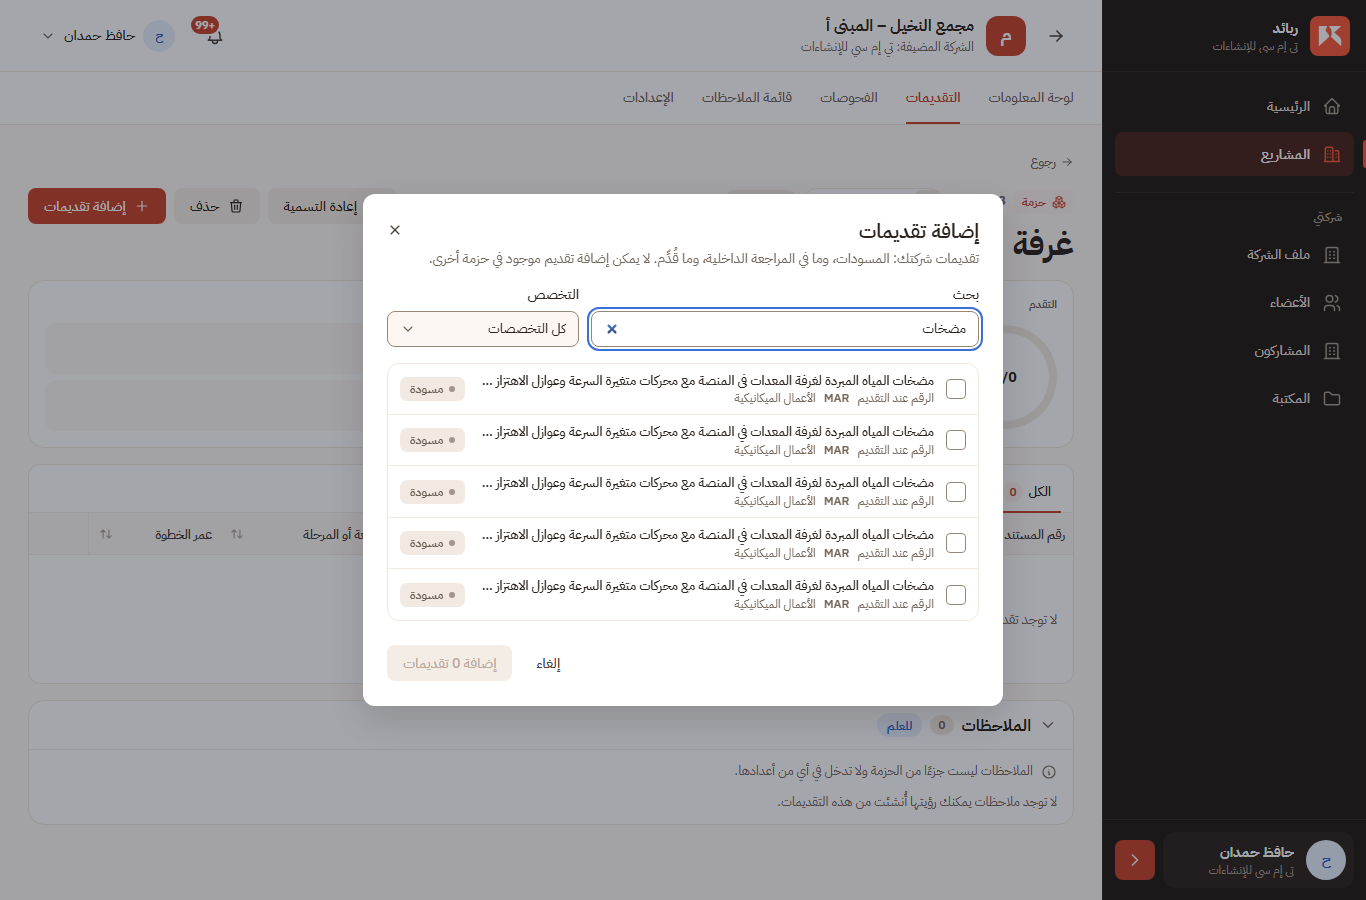 ربائد
تي إم سي للإنشاءات
الرئيسية
المشاريع
شركتي
ملف الشركة
الأعضاء
المشاركون
المكتبة
حافظ حمدان
تي إم سي للإنشاءات
ح
م
مجمع النخيل – المبنى أ
الشركة المضيفة: تي إم سي للإنشاءات
99+
ح
حافظ حمدان
لوحة المعلومات
التقديمات
الفحوصات
قائمة الملاحظات
الإعدادات
رجوع
حزمة
غرفة
إعادة التسمية
حذف
إضافة تقديمات
التقدم
/0
الكل 0
رقم المستند
عمر الخطوة
لا توجد
إضافة تقديمات
تقديمات شركتك: المسودات، وما في المراجعة الداخلية، وما قُدِّم. لا يمكن إضافة تقديم موجود في حزمة أخرى.
بحث
التخصص
مضخات
كل التخصصات
مضخات المياه المبردة لغرفة المعدات في المنصة مع محركات متغيرة السرعة وعوازل الاهتزاز ...
الرقم عند التقديم MAR الأعمال الميكانيكية
مسودة
مضخات المياه المبردة لغرفة المعدات في المنصة مع محركات متغيرة السرعة وعوازل الاهتزاز ...
الرقم عند التقديم MAR الأعمال الميكانيكية
مسودة
مضخات المياه المبردة لغرفة المعدات في المنصة مع محركات متغيرة السرعة وعوازل الاهتزاز ...
الرقم عند التقديم MAR الأعمال الميكانيكية
مسودة
مضخات المياه المبردة لغرفة المعدات في المنصة مع محركات متغيرة السرعة وعوازل الاهتزاز ...
الرقم عند التقديم MAR الأعمال الميكانيكية
مسودة
مضخات المياه المبردة لغرفة المعدات في المنصة مع محركات متغيرة السرعة وعوازل الاهتزاز ...
الرقم عند التقديم MAR الأعمال الميكانيكية
مسودة
إلغاء
إضافة 0 تقديمات
الملاحظات 0 للعلم
الملاحظات ليست جزءًا من الحزمة ولا تدخل في أي من أعدادها.
لا توجد ملاحظات يمكنك رؤيتها أُنشئت من هذه التقديمات.